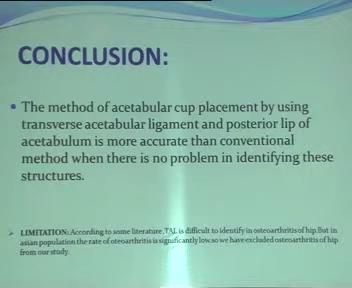 CONCLUSION:
• The method of acetabular cup placement by using
transverse acetabular ligament and posterior lip of
acetabulum is more accurate than conventional
method when there is no problem in identifying these
structures.
LIMITATION: According to some literature ,TAL is difficult to identify in osteoarthritis of hip.But in
asian population the rate of oteoarthritis is significantly low,so we have excluded osteoarthritis of hip
from our study.